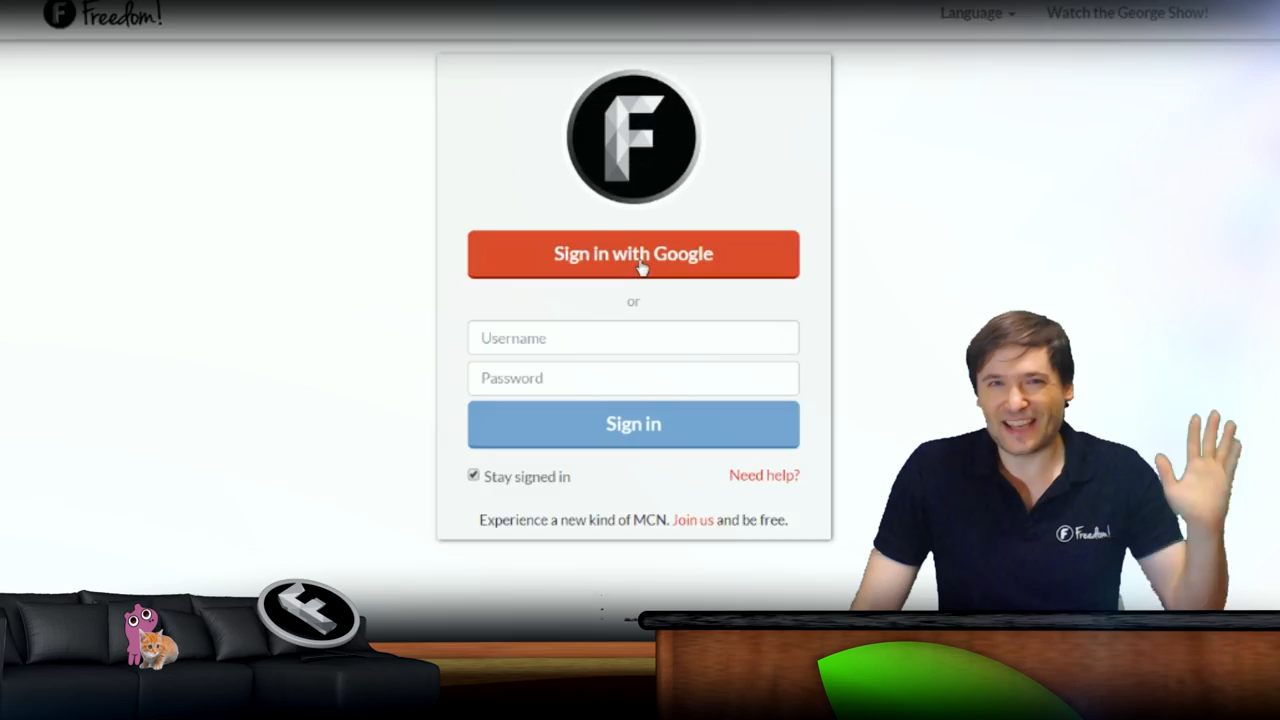 Freedom!
Language
Watch the George Show!
F
Sign in with Google
or
Username
Password
Sign in
Stay signed in
Need help?
Experience a new kind of MCN. Join us and be free.
F Freedom!
F